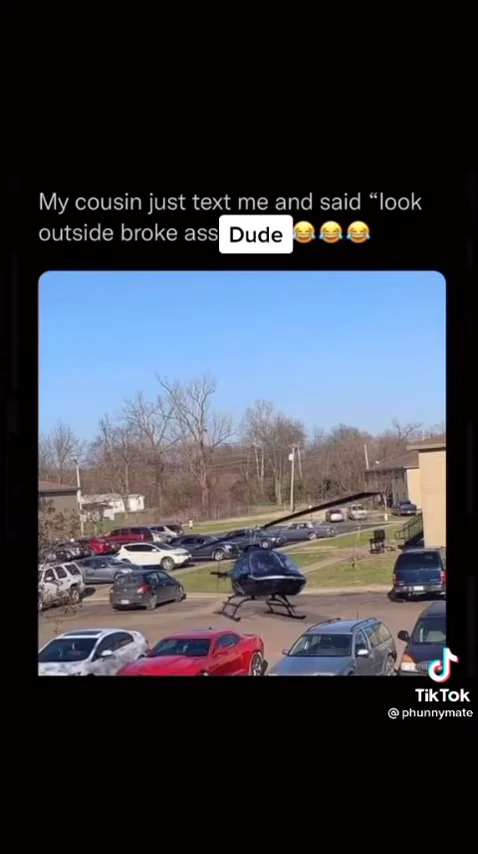 My cousin just text me and said “look
outside broke ass Dude 😂😂😂
TikTok
@ phunnymate